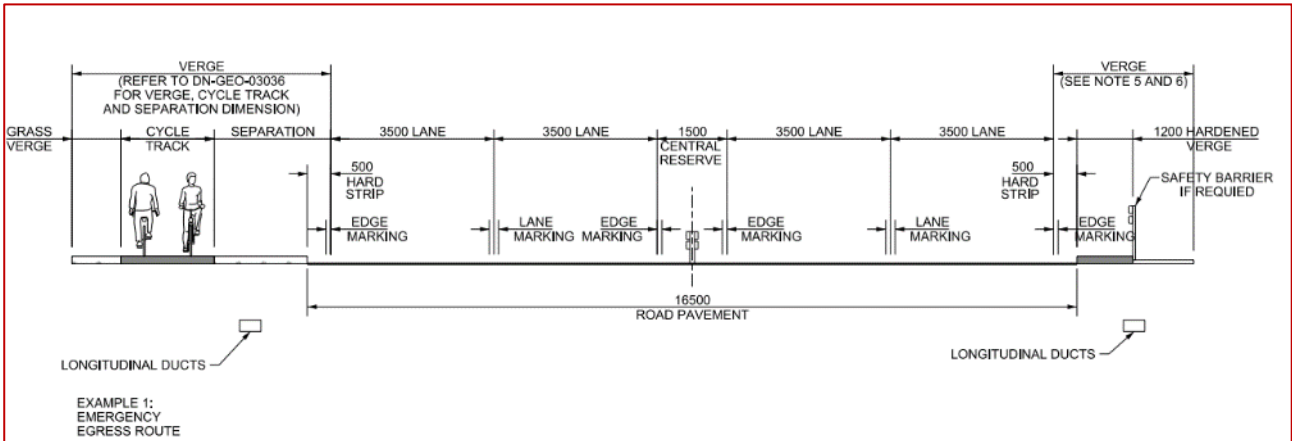 VERGE
(REFER TO DN-GEO-03036
FOR VERGE, CYCLE TRACK
AND SEPARATION DIMENSION)
VERGE
(SEE NOTE 5 AND 6)
GRASS
VERGE
CYCLE
TRACK
SEPARATION
3500 LANE
3500 LANE
1500
CENTRAL
RESERVE
3500 LANE
3500 LANE
1200 HARDENED
VERGE
500
HARD
STRIP
500
HARD
STRIP
SAFETY BARRIER
IF REQUIED
EDGE
MARKING
LANE
MARKING
EDGE
MARKING
EDGE
MARKING
LANE
MARKING
EDGE
MARKING
16500
ROAD PAVEMENT
LONGITUDINAL DUCTS
LONGITUDINAL DUCTS
EXAMPLE 1:
EMERGENCY
EGRESS ROUTE